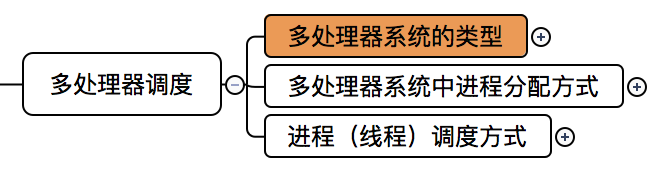 多处理器系统的类型
多处理器调度
多处理器系统中进程分配方式
进程（线程）调度方式